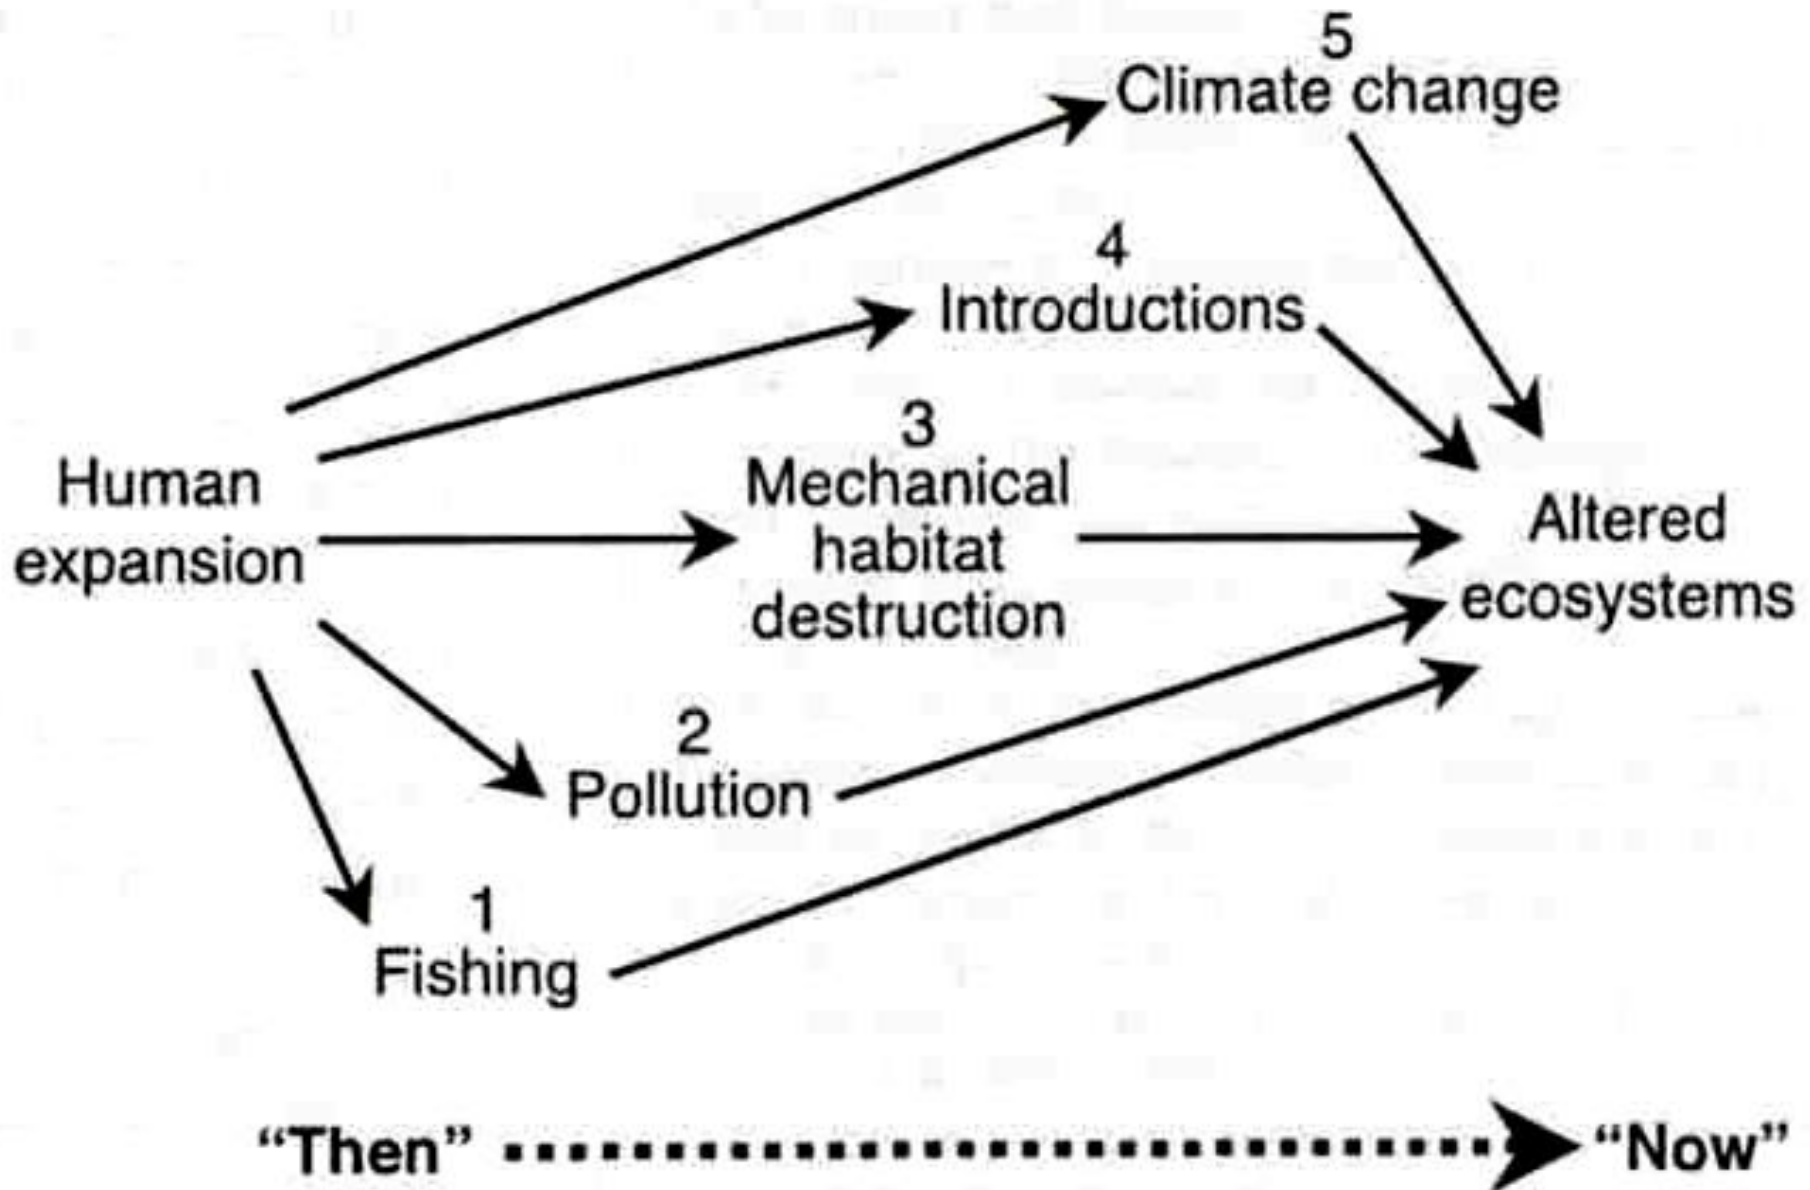 5
Climate change
4
Introductions
3
Mechanical
habitat
destruction
Human
expansion
Altered
ecosystems
2
Pollution
1
Fishing
“Then” “Now”